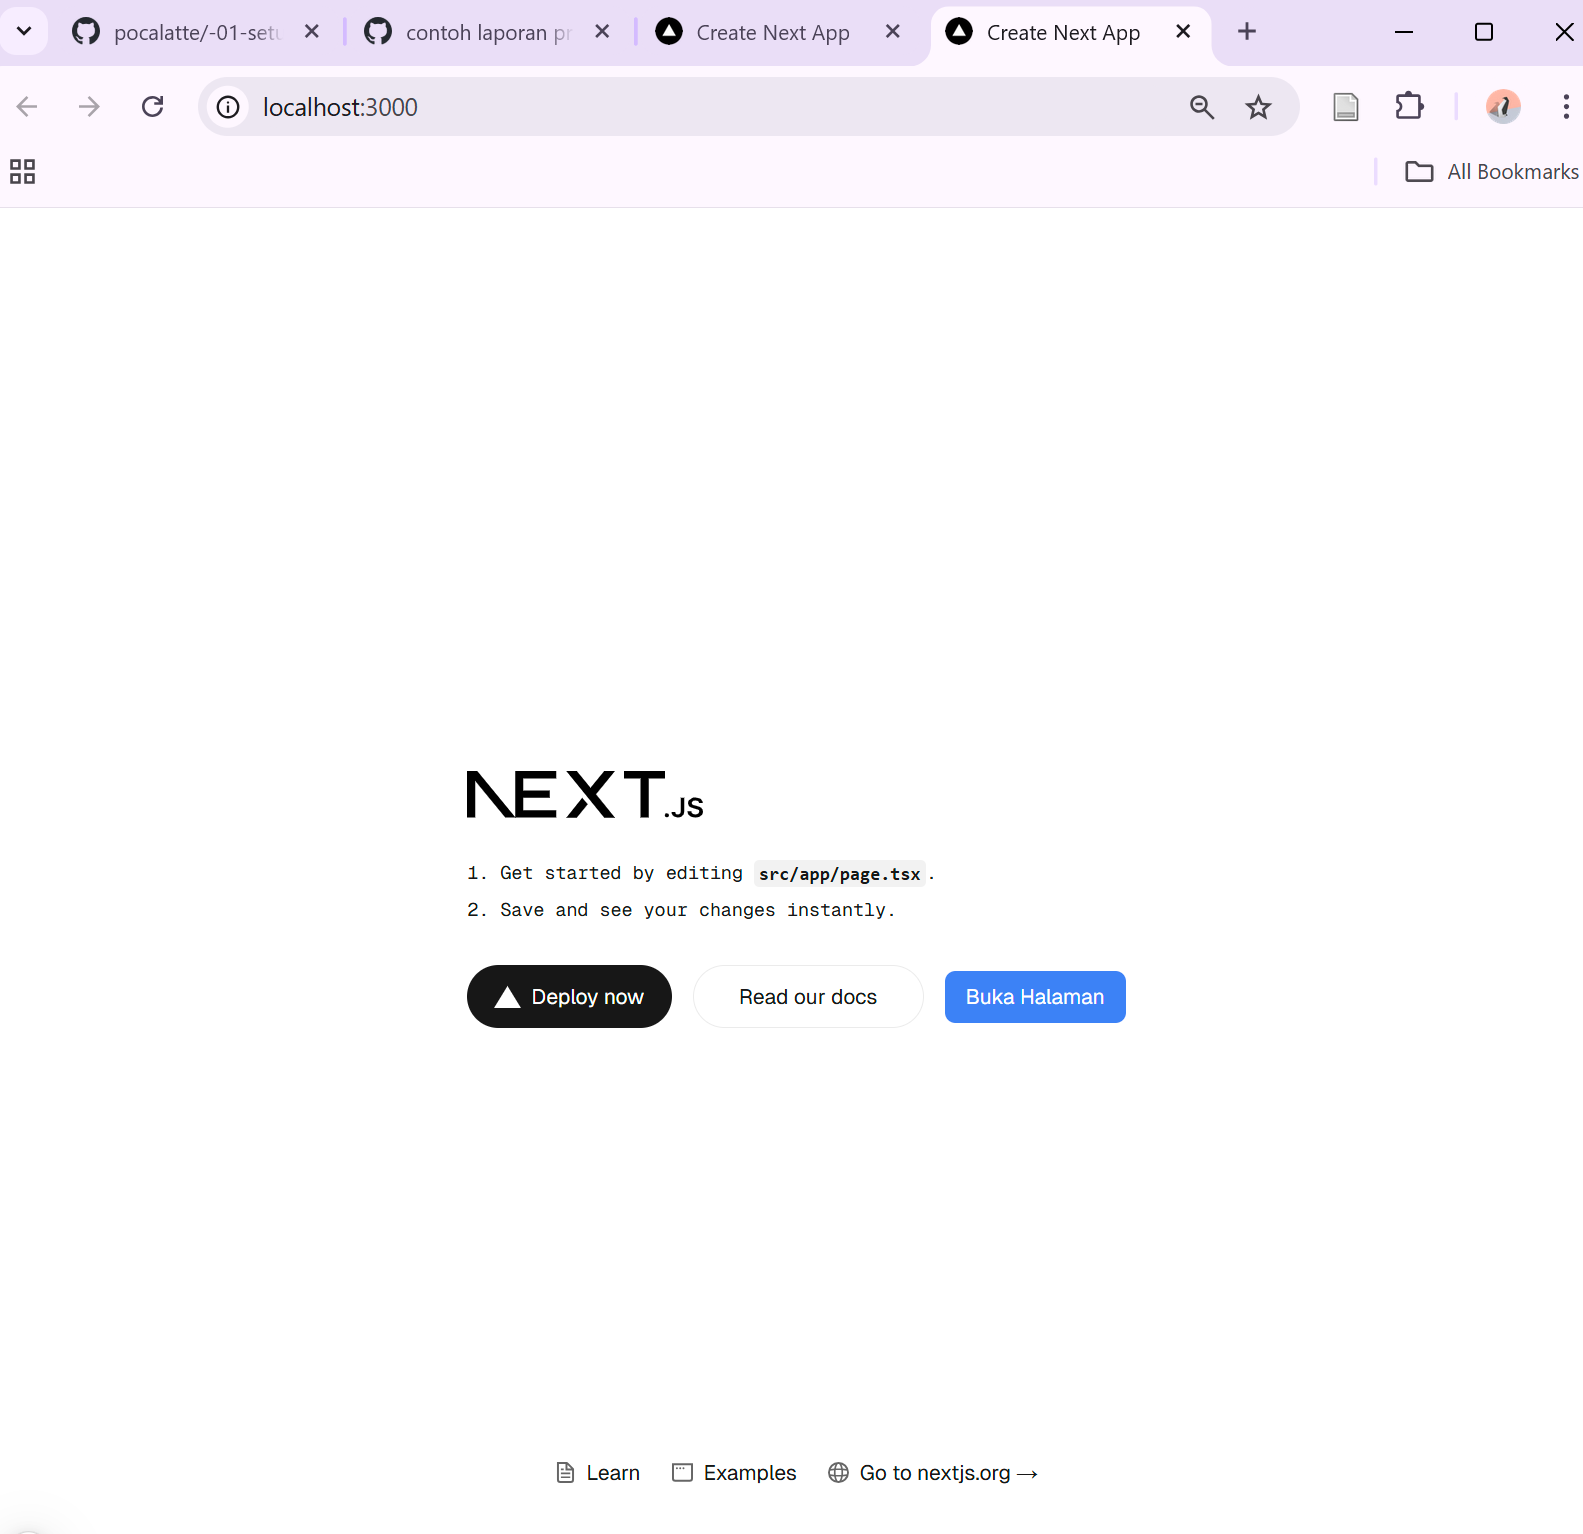 pocalatte/-01-setu
contoh laporan pr
Create Next App
Create Next App
localhost:3000
All Bookmarks
NEXT.JS
1. Get started by editing src/app/page.tsx.
2. Save and see your changes instantly.
Deploy now
Read our docs
Buka Halaman
Learn
Examples
Go to nextjs.org →